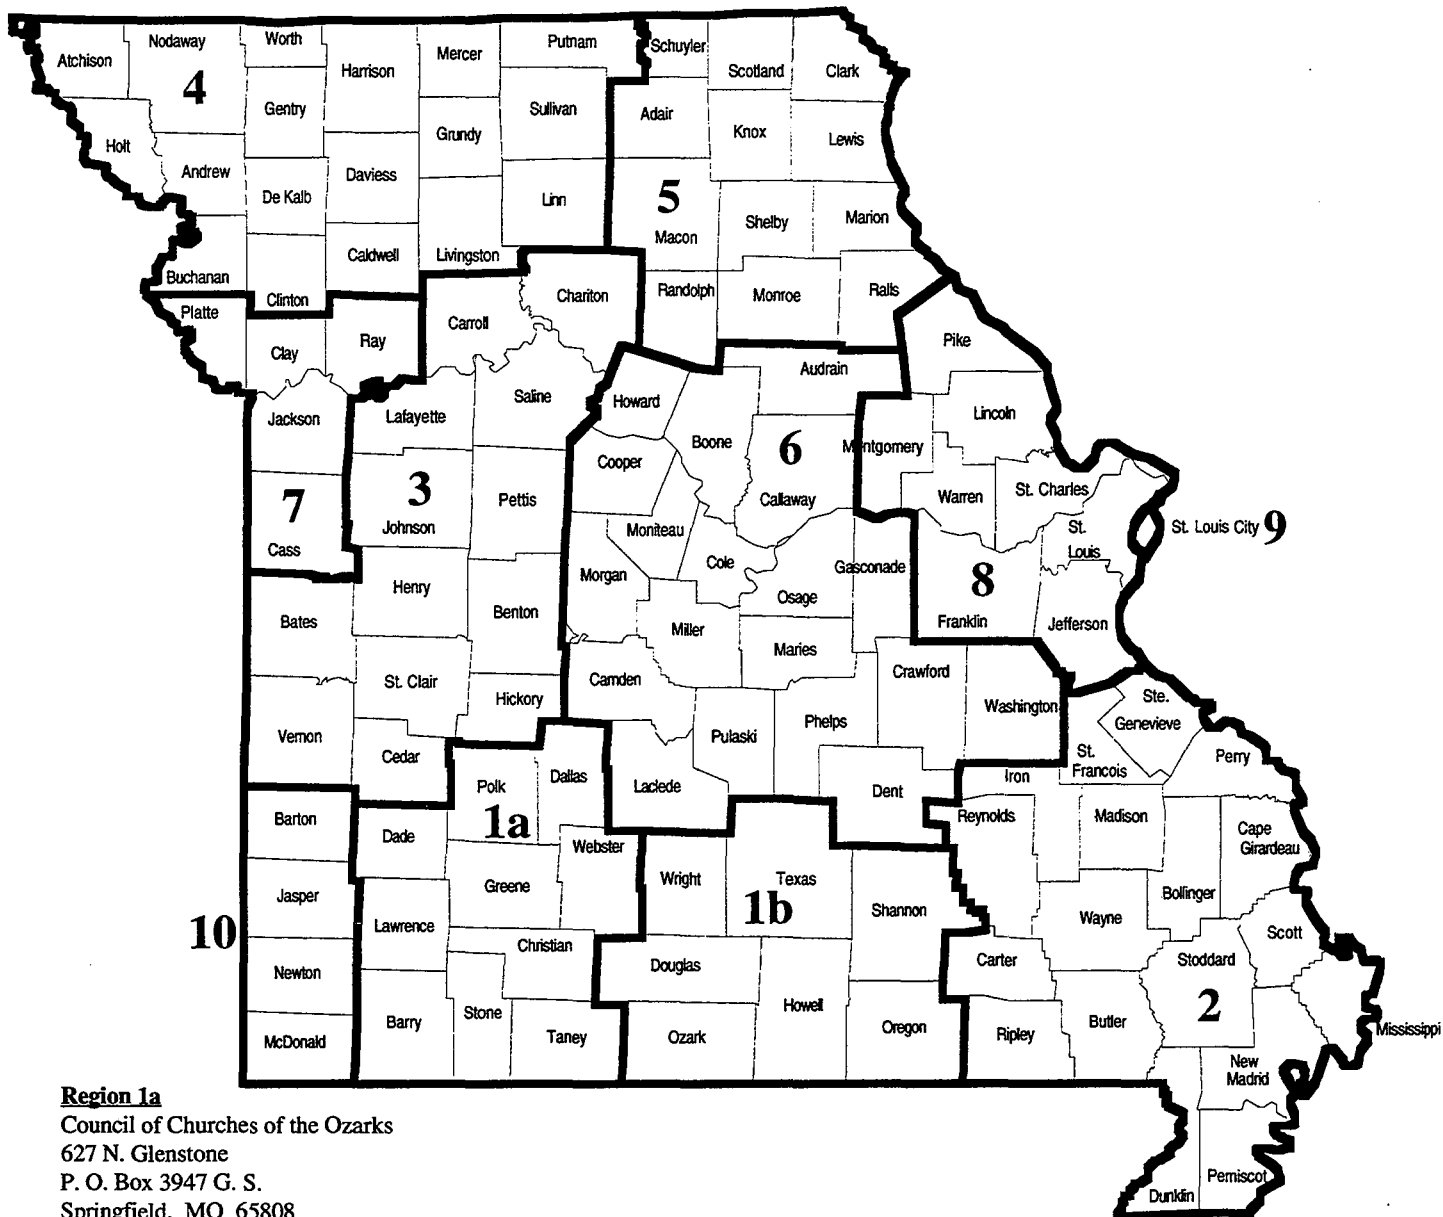 Atchison
Nodaway
Worth
Harrison
Mercer
Putnam
Schuyler
Scotland
Clark
4
Gentry
Sullivan
Adair
Knox
Lewis
Holt
Grundy
Andrew
De Kalb
Daviess
Linn
5
Macon
Shelby
Marion
Buchanan
Clinton
Caldwell
Livingston
Chariton
Randolph
Monroe
Ralls
Platte
Clay
Ray
Carroll
Pike
Audrain
Jackson
Lafayette
Saline
Howard
Boone
6
Montgomery
Lincoln
7
3
Johnson
Pettis
Cooper
Callaway
Warren
St. Charles
Cass
Moniteau
Cole
Gasconade
St.
Louis
St. Louis City 9
Henry
Morgan
8
Bates
Benton
Miller
Osage
Franklin
Jefferson
Maries
St. Clair
Hickory
Camden
Crawford
Washington
Ste.
Genevieve
Vernon
Cedar
Pulaski
Phelps
St.
Francois
Perry
Polk
Dallas
Laclede
Dent
Iron
Barton
Dade
1a
Webster
Reynolds
Madison
Cape
Girardeau
Jasper
Greene
Wright
Texas
1b
Shannon
Bollinger
10
Lawrence
Christian
Wayne
Scott
Newton
Douglas
Carter
Stoddard
2
McDonald
Barry
Stone
Taney
Ozark
Howell
Oregon
Ripley
Butler
Mississippi
New
Madrid
Dunklin
Pemiscot
Region 1a
Council of Churches of the Ozarks
627 N. Glenstone
P. O. Box 3947 G. S.
Springfield, MO 65808